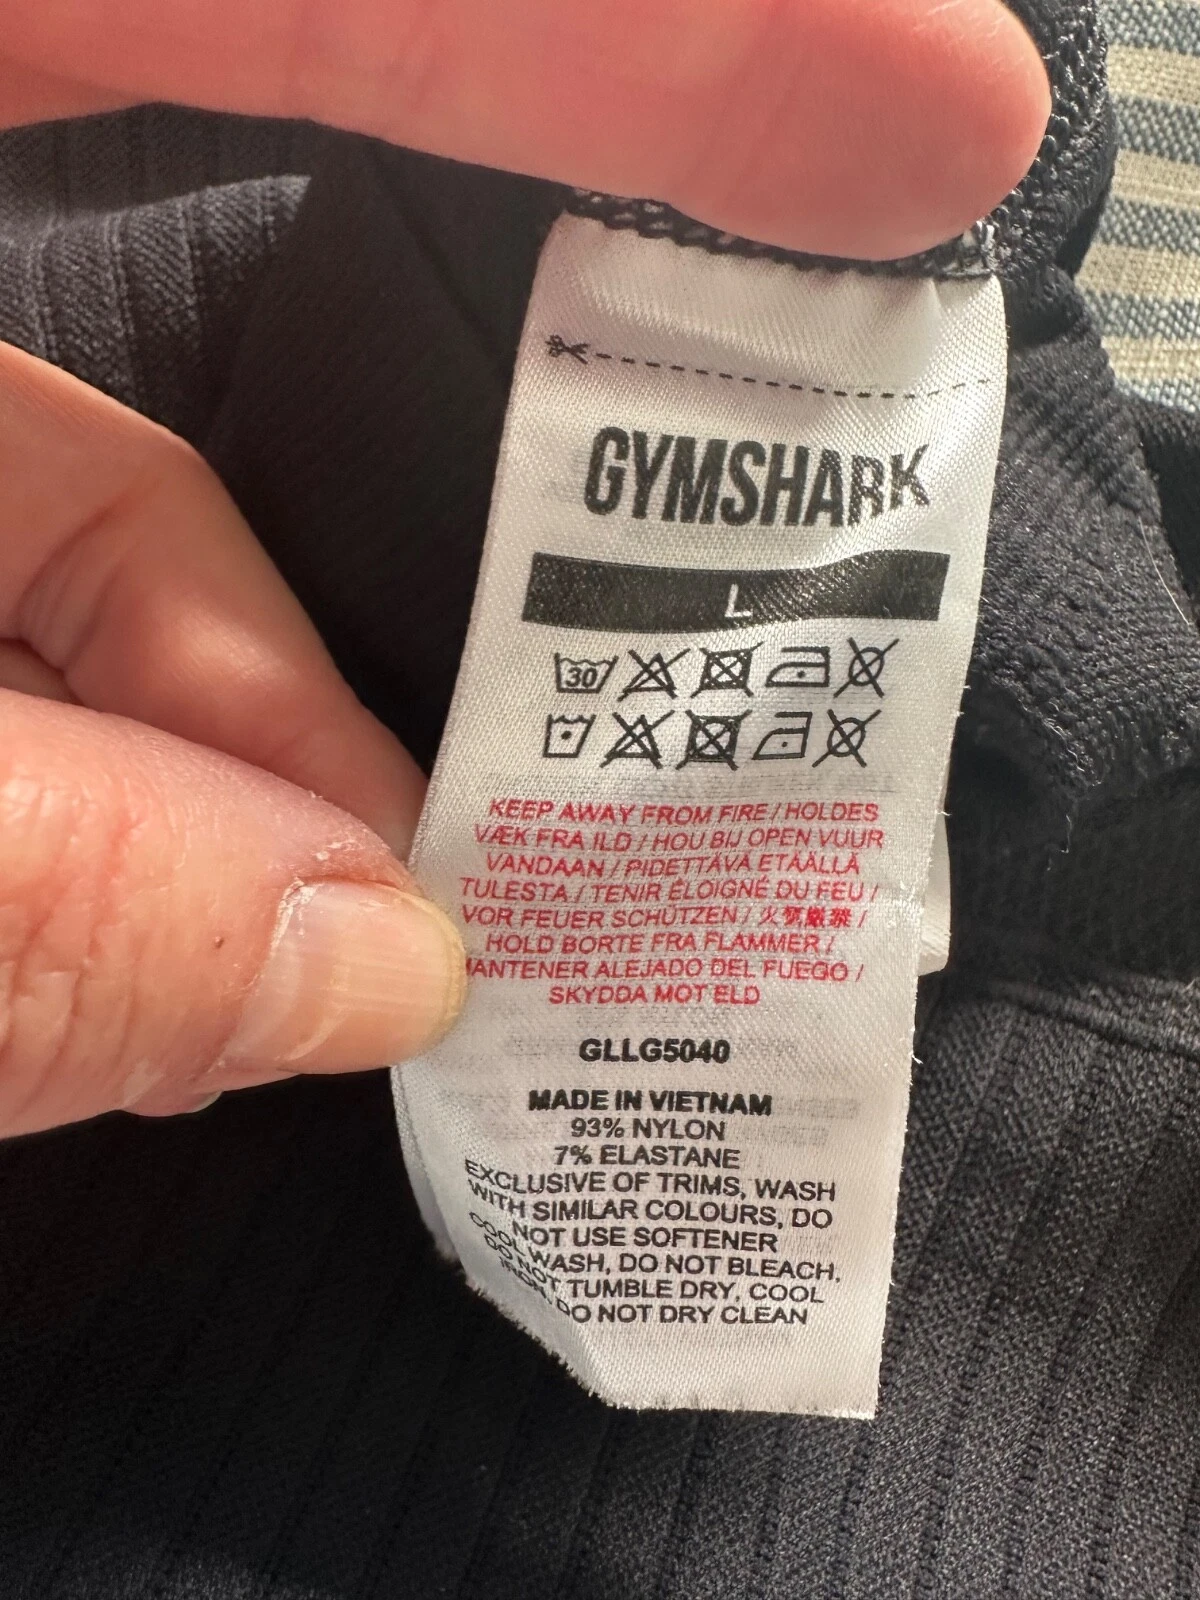 GYMSHARK
L
30
KEEP AWAY FROM FIRE / HOLDES
VÆK FRA ILD / HOU BIJ OPEN VUUR
VANDAAN / PIDETTÄVÄ ETÄÄLLÄ
TULESTA / TENIR ÉLOIGNÉ DU FEU /
VOR FEUER SCHÜTZEN / 火気厳禁 /
HOLD BORTE FRA FLAMMER /
MANTENER ALEJADO DEL FUEGO /
SKYDDA MOT ELD
GLLG5040
MADE IN VIETNAM
93% NYLON
7% ELASTANE
EXCLUSIVE OF TRIMS, WASH
WITH SIMILAR COLOURS, DO
NOT USE SOFTENER
COOL WASH, DO NOT BLEACH,
DO NOT TUMBLE DRY, COOL
IRON, DO NOT DRY CLEAN